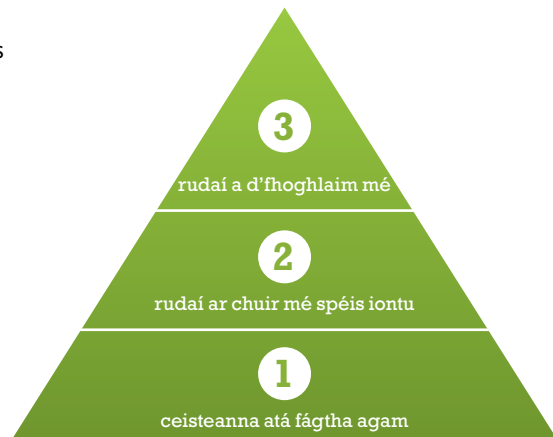 s
3
rudaí a d'fhoghlaim mé
2
rudaí ar chuir mé spéis iontu
1
ceisteanna atá fágtha agam